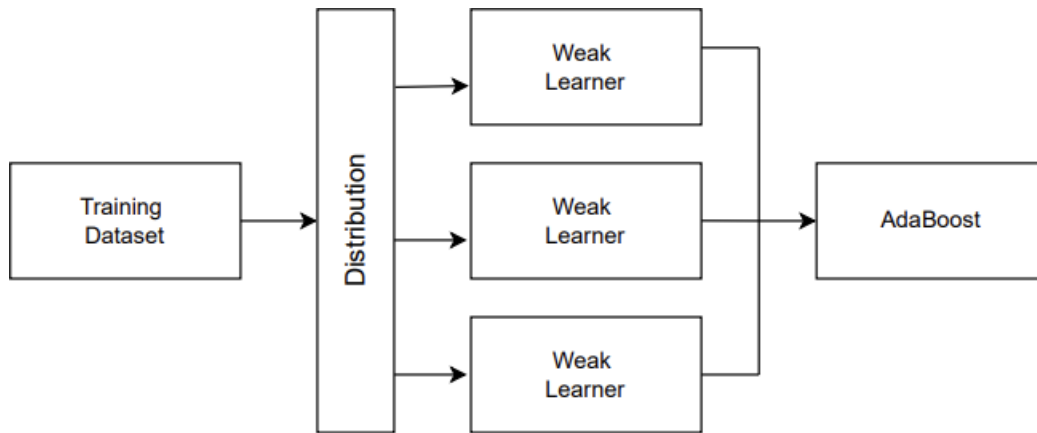 Training
Dataset
Distribution
Weak
Learner
Weak
Learner
Weak
Learner
AdaBoost